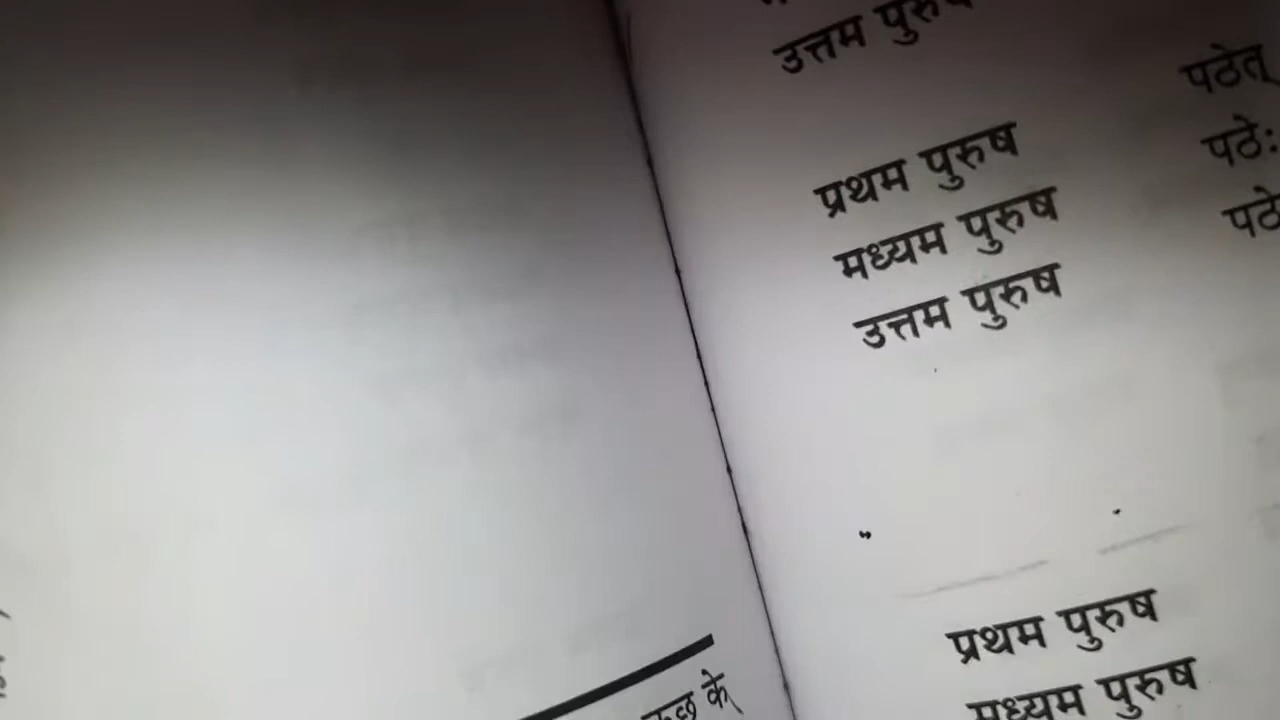 कुछ के
उत्तम पुरुष
पठेत्
प्रथम पुरुष
पठेः
मध्यम पुरुष
उत्तम पुरुष
प्रथम पुरुष
मध्यम पुरुष